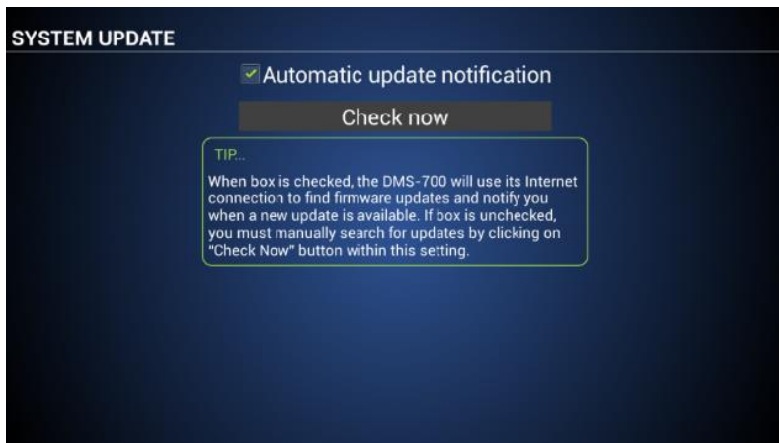 SYSTEM UPDATE
Automatic update notification
Check now
TIP...
When box is checked, the DMS-700 will use its Internet
connection to find firmware updates and notify you
when a new update is available. If box is unchecked,
you must manually search for updates by clicking on
"Check Now" button within this setting.